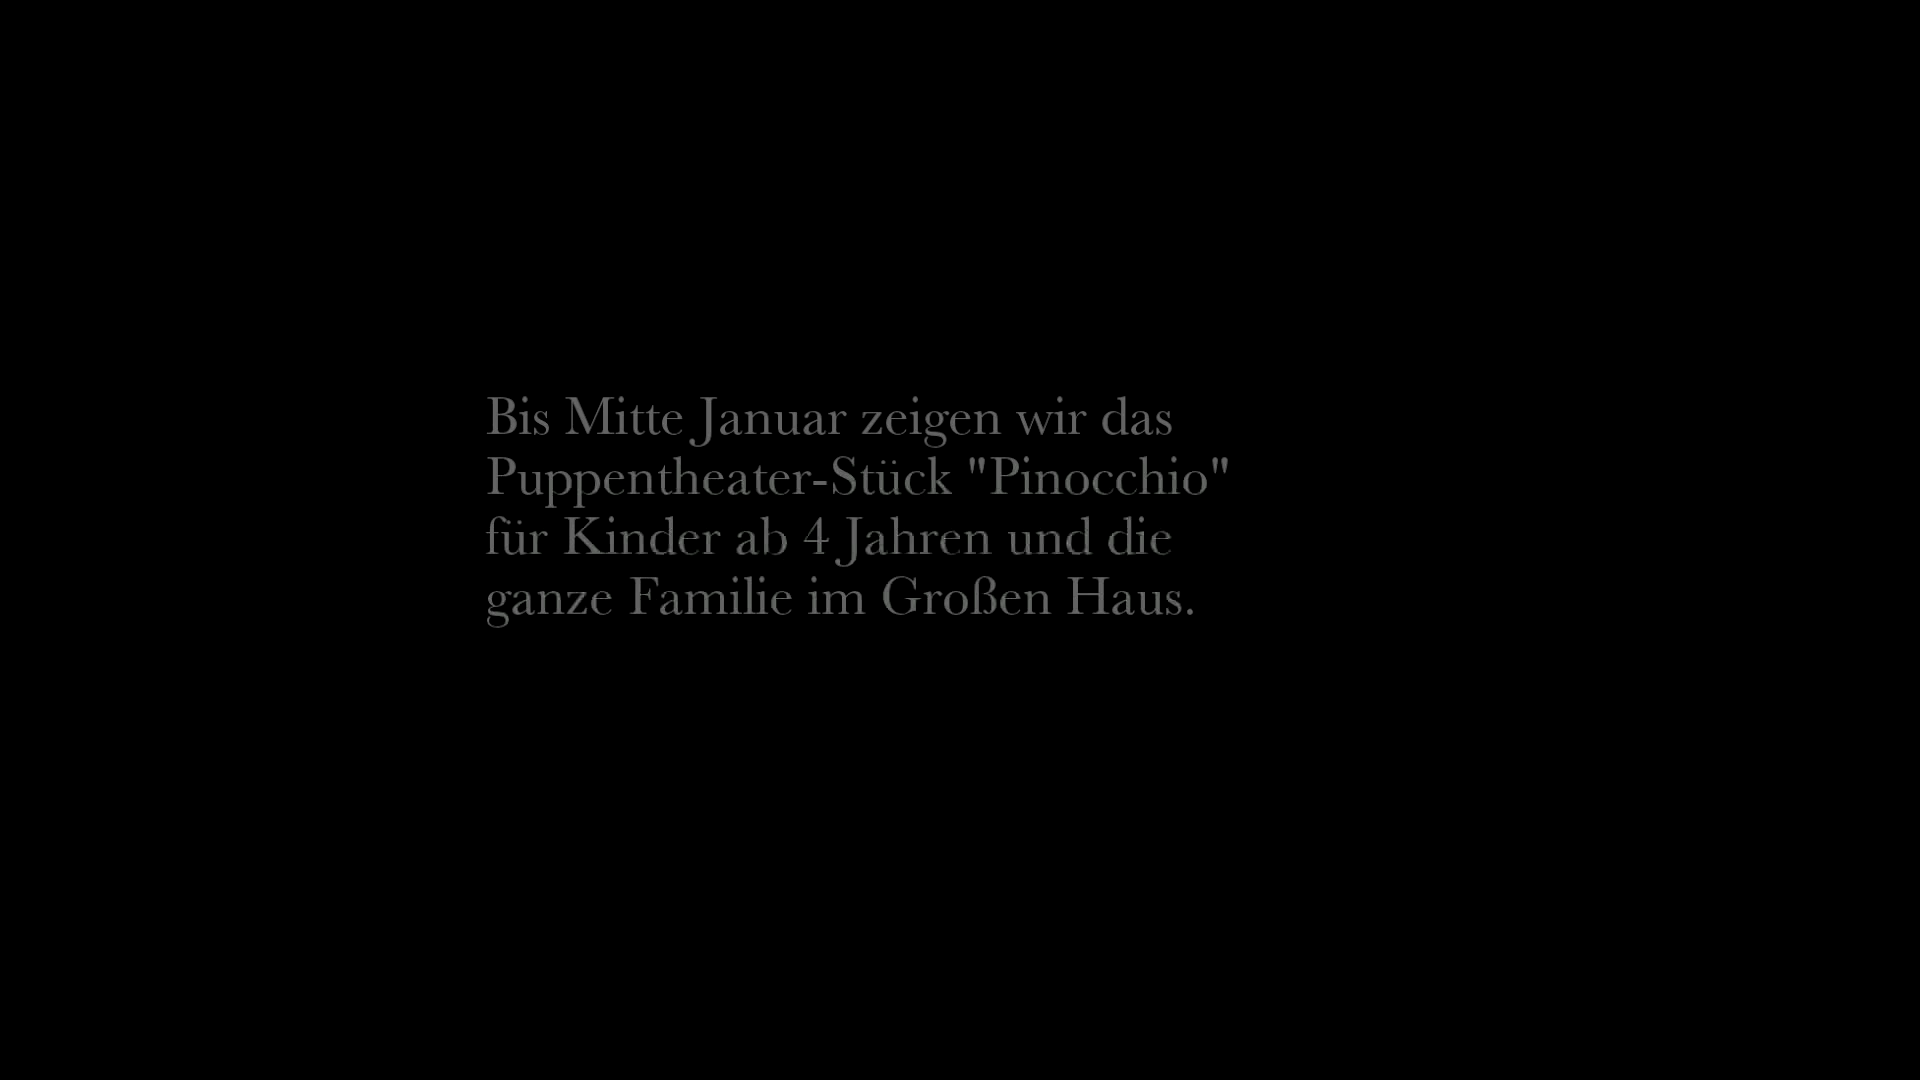 Bis Mitte Januar zeigen wir das
Puppentheater-Stück "Pinocchio"
für Kinder ab 4 Jahren und die
ganze Familie im Großen Haus.